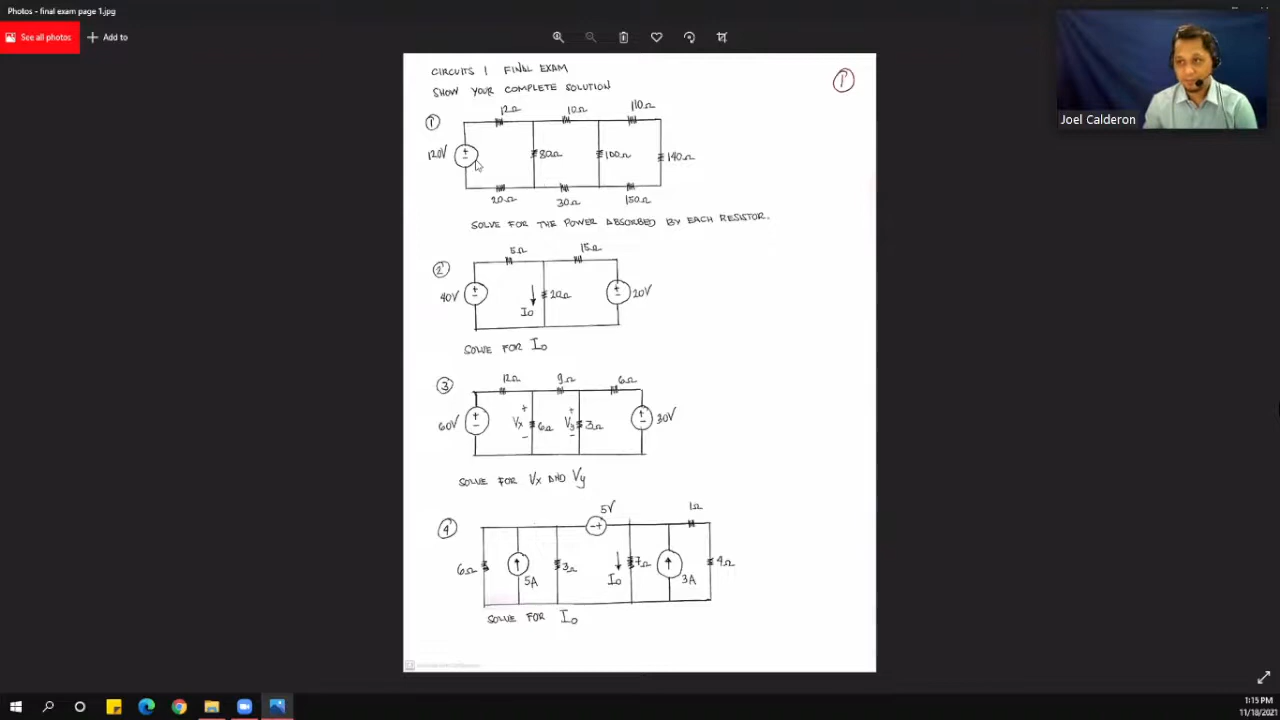 Photos - final exam page 1.jpg
See all photos
Add to
Joel Calderon
CIRCUITS 1 FINAL EXAM
SHOW YOUR COMPLETE SOLUTION
1
1
12Ω 10Ω 110Ω
120V
80Ω 100Ω 140Ω
20Ω 30Ω 150Ω
SOLVE FOR THE POWER ABSORBED BY EACH RESISTOR.
2
5Ω 15Ω
40V
20Ω
20V
Io
SOLVE FOR Io
3
12Ω 9Ω 6Ω
60V
+ Vx -
6Ω
+ Vy -
3Ω
30V
SOLVE FOR Vx AND Vy
4
5V
- +
1Ω
6Ω
5A
3Ω
Io
7Ω
3A
4Ω
SOLVE FOR Io
1:15 PM
11/18/2021